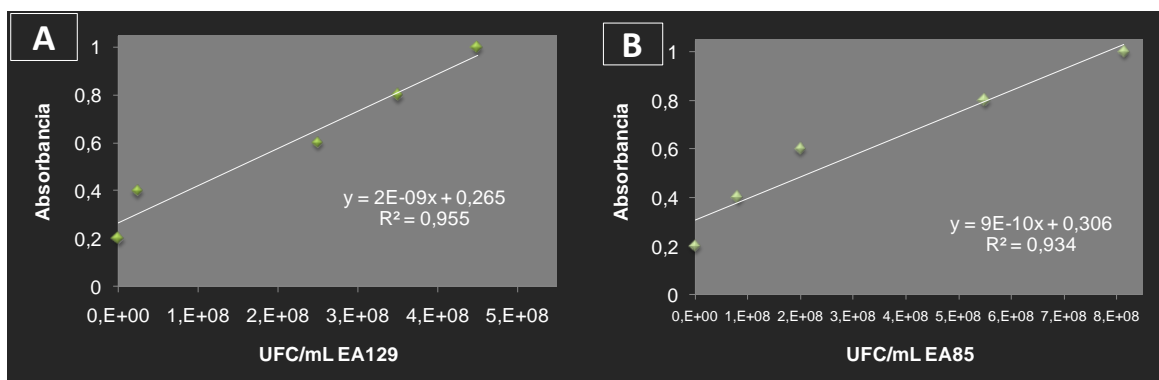 A
1
0,8
0,6
0,4
0,2
0
Absorbancia
y = 2E-09x + 0,265
R² = 0,955
0,E+00 1,E+08 2,E+08 3,E+08 4,E+08 5,E+08
UFC/mL EA129
B
1
0,8
0,6
0,4
0,2
0
Absorbancia
y = 9E-10x + 0,306
R² = 0,934
0,E+00 1,E+08 2,E+08 3,E+08 4,E+08 5,E+08 6,E+08 7,E+08 8,E+08
UFC/mL EA85